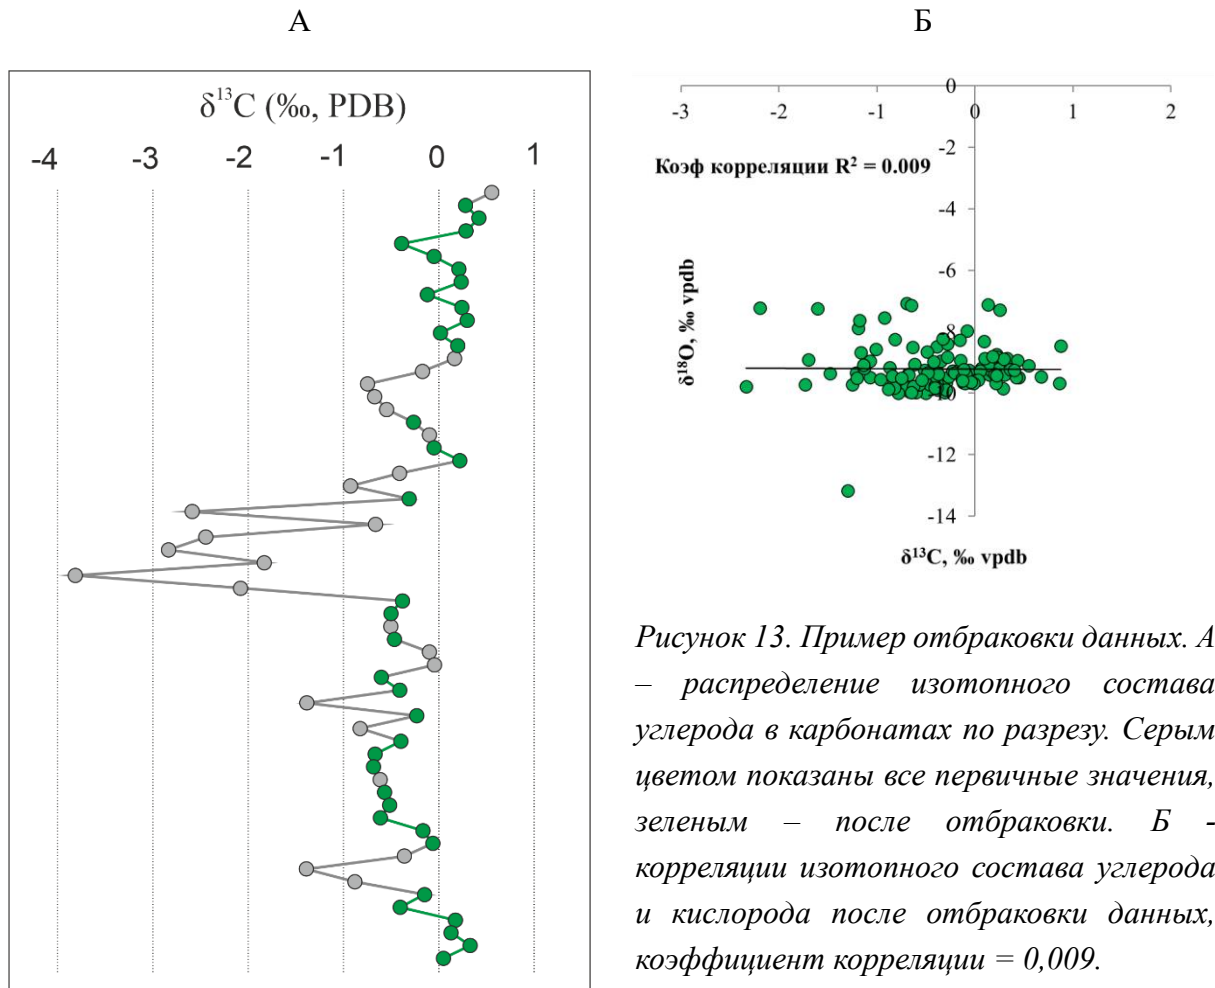 А
Б
δ¹³C (‰, PDB)
-4 -3 -2 -1 0 1
0
-3 -2 -1 0 1 2
-2
Коэф корреляции R² = 0.009
-4
-6
8
10
-12
-14
δ¹⁸O, ‰ vpdb
δ¹³C, ‰ vpdb
Рисунок 13. Пример отбраковки данных. А
– распределение изотопного состава
углерода в карбонатах по разрезу. Серым
цветом показаны все первичные значения,
зеленым – после отбраковки. Б -
корреляции изотопного состава углерода
и кислорода после отбраковки данных,
коэффициент корреляции = 0,009.